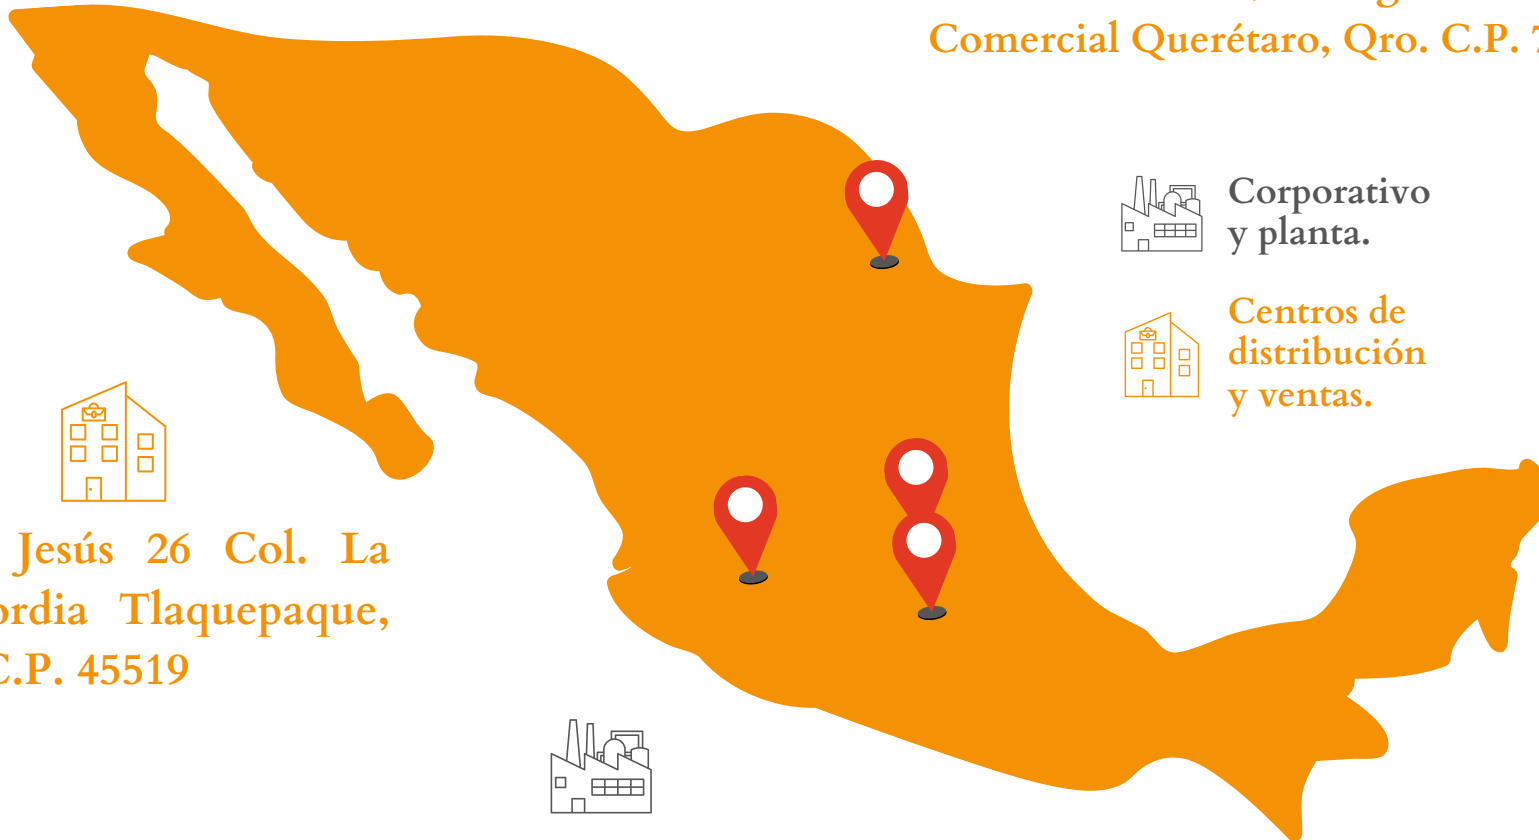 Comercial Querétaro, Qro. C.P.
Corporativo
y planta.
Centros de
distribución
y ventas.
Jesús 26 Col. La
Tlaquepaque,
C.P. 45519